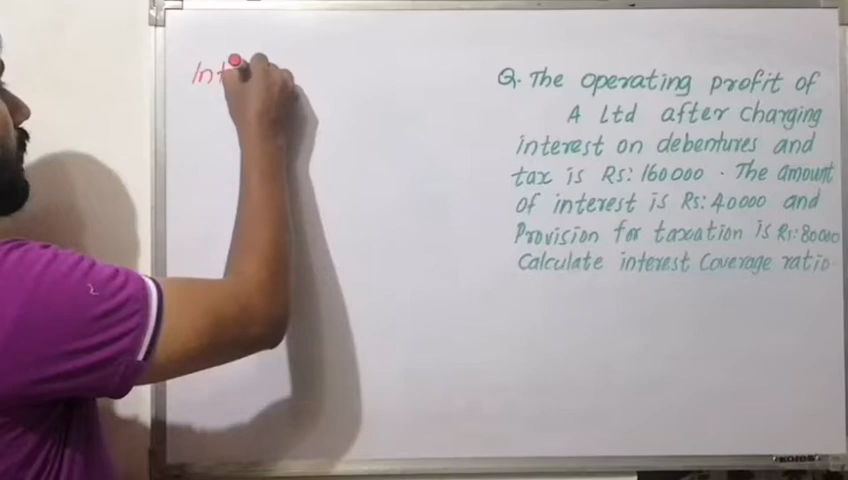 Int
Q. The operating profit of
A Ltd after charging
interest on debentures and
tax is Rs: 160000 . The amount
of interest is Rs: 40000 and
Provision for taxation is Rs: 80000
Calculate interest Coverage ratio.
KOROS